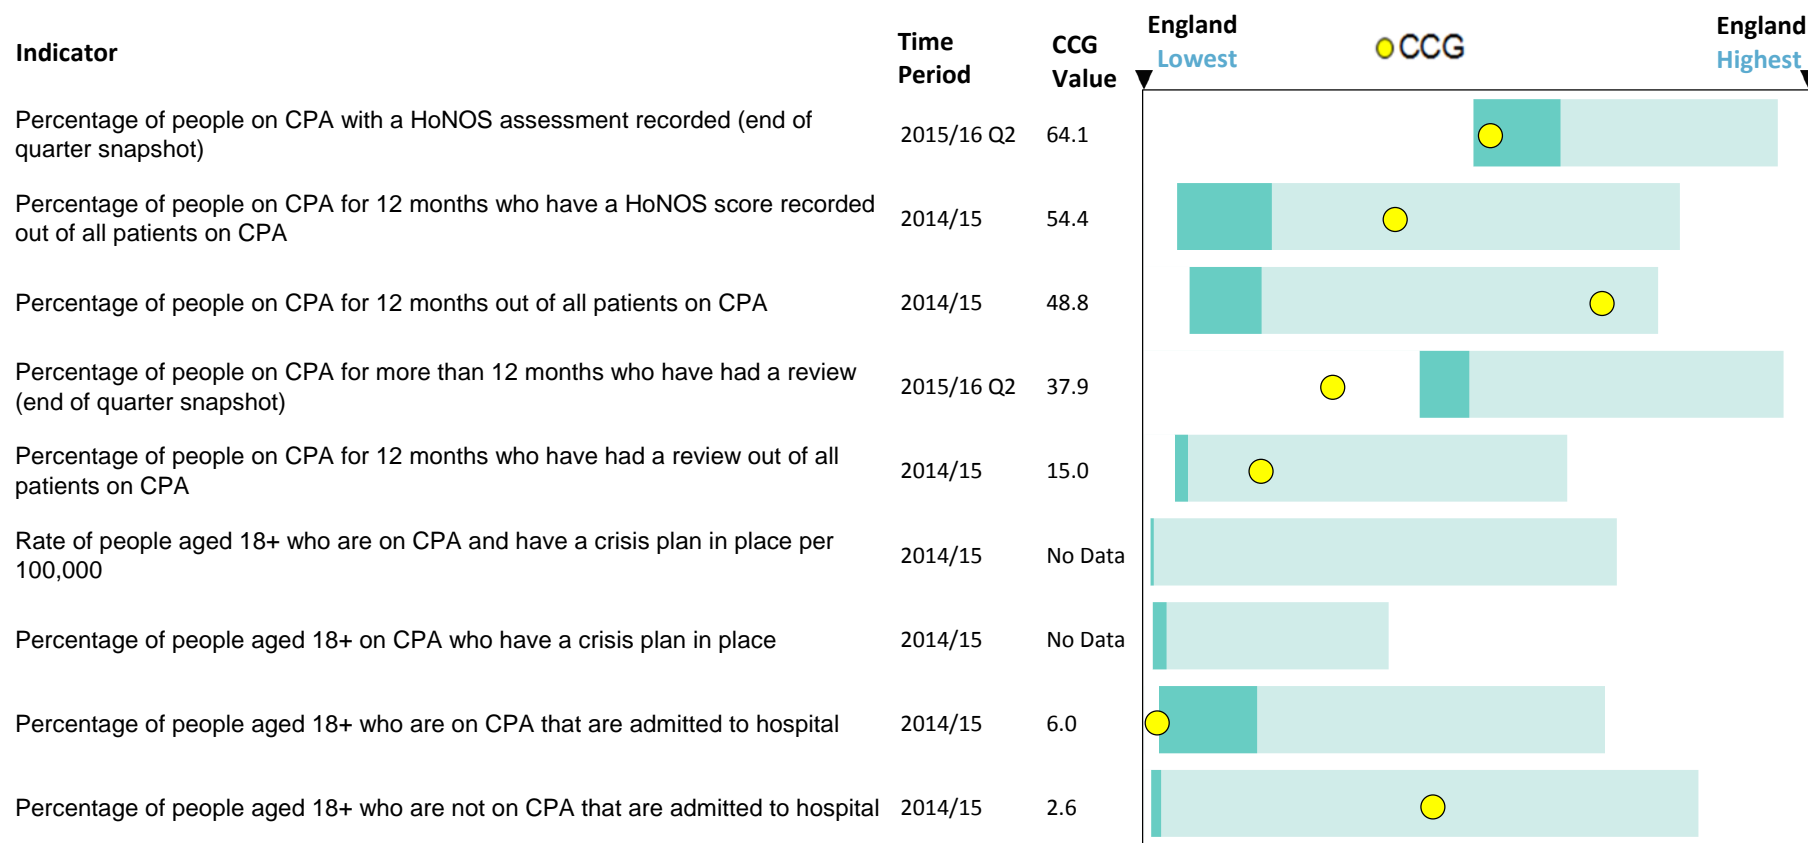 Indicator
Time
Period
CCG
Value
England
Lowest
CCG
England
Highest
Percentage of people on CPA with a HoNOS assessment recorded (end of
quarter snapshot)
2015/16 Q2
64.1
Percentage of people on CPA for 12 months who have a HoNOS score recorded
out of all patients on CPA
2014/15
54.4
Percentage of people on CPA for 12 months out of all patients on CPA
2014/15
48.8
Percentage of people on CPA for more than 12 months who have had a review
(end of quarter snapshot)
2015/16 Q2
37.9
Percentage of people on CPA for 12 months who have had a review out of all
patients on CPA
2014/15
15.0
Rate of people aged 18+ who are on CPA and have a crisis plan in place per
100,000
2014/15
No Data
Percentage of people aged 18+ on CPA who have a crisis plan in place
2014/15
No Data
Percentage of people aged 18+ who are on CPA that are admitted to hospital
2014/15
6.0
Percentage of people aged 18+ who are not on CPA that are admitted to hospital
2014/15
2.6